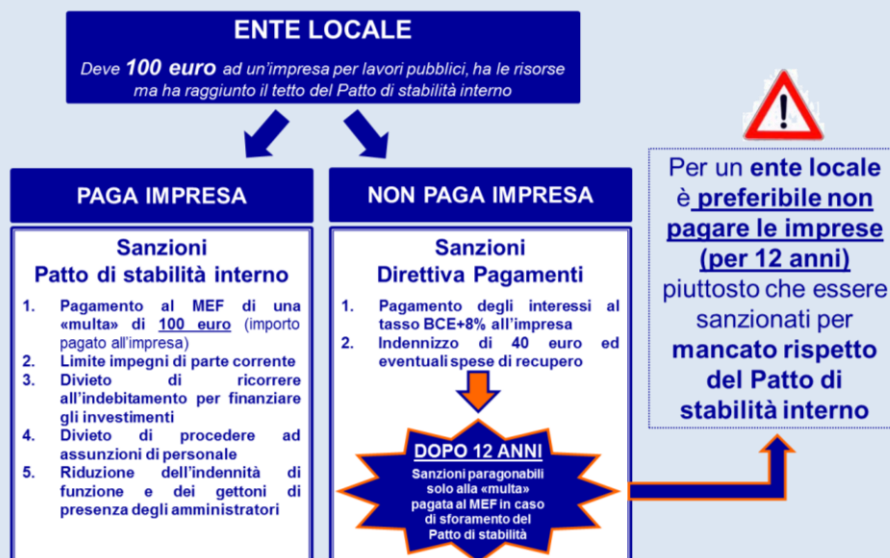 ENTE LOCALE
Deve 100 euro ad un'impresa per lavori pubblici, ha le risorse
ma ha raggiunto il tetto del Patto di stabilità interno
PAGA IMPRESA
Sanzioni
Patto di stabilità interno
1. Pagamento al MEF di una
«multa» di 100 euro (importo
pagato all'impresa)
2. Limite impegni di parte corrente
3. Divieto di ricorrere
all'indebitamento per finanziare
gli investimenti
4. Divieto di procedere ad
assunzioni di personale
5. Riduzione dell'indennità di
funzione e dei gettoni di
presenza degli amministratori
NON PAGA IMPRESA
Sanzioni
Direttiva Pagamenti
1. Pagamento degli interessi al
tasso BCE+8% all'impresa
2. Indennizzo di 40 euro ed
eventuali spese di recupero
DOPO 12 ANNI
Sanzioni paragonabili
solo alla «multa»
pagata al MEF in caso
di sforamento del
Patto di stabilità
!
Per un ente locale
è preferibile non
pagare le imprese
(per 12 anni)
piuttosto che essere
sanzionati per
mancato rispetto
del Patto di
stabilità interno